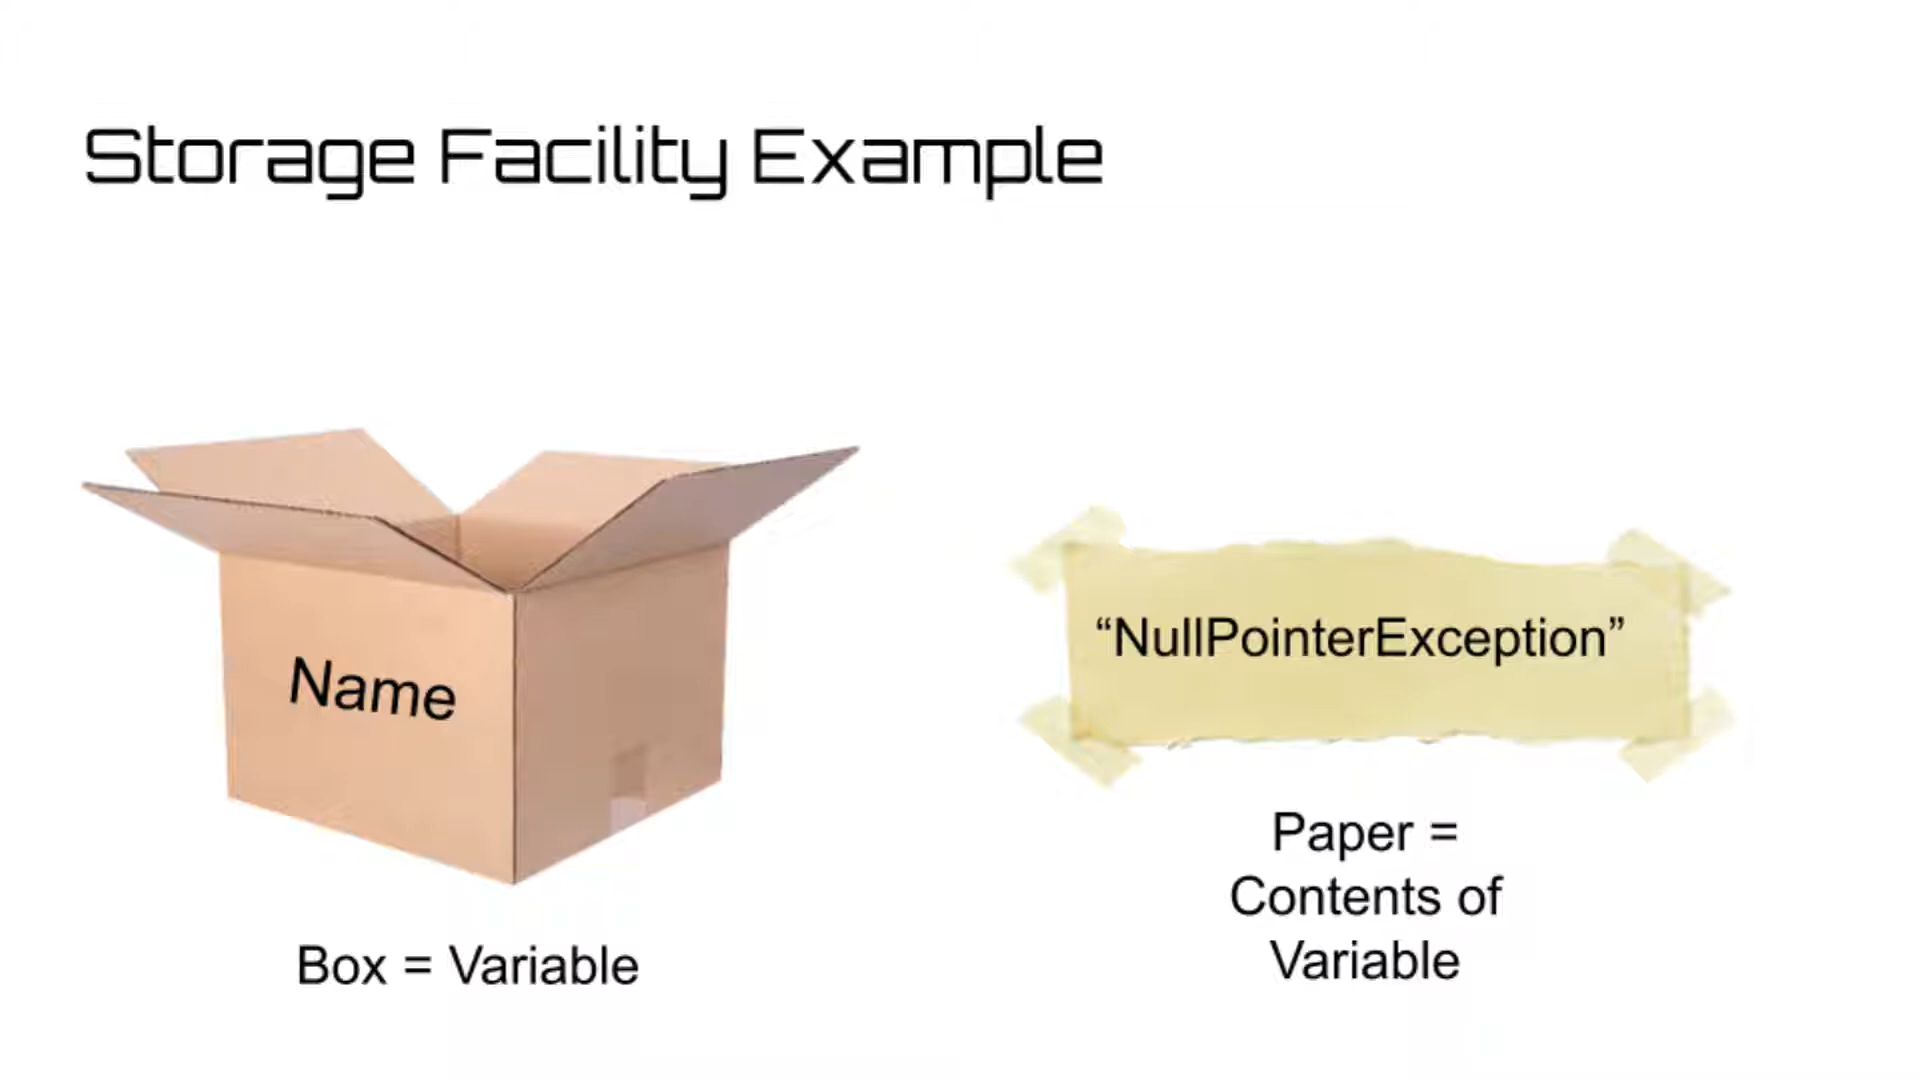 Storage Facility Example
Name
“NullPointerException”
Box = Variable
Paper =
Contents of
Variable